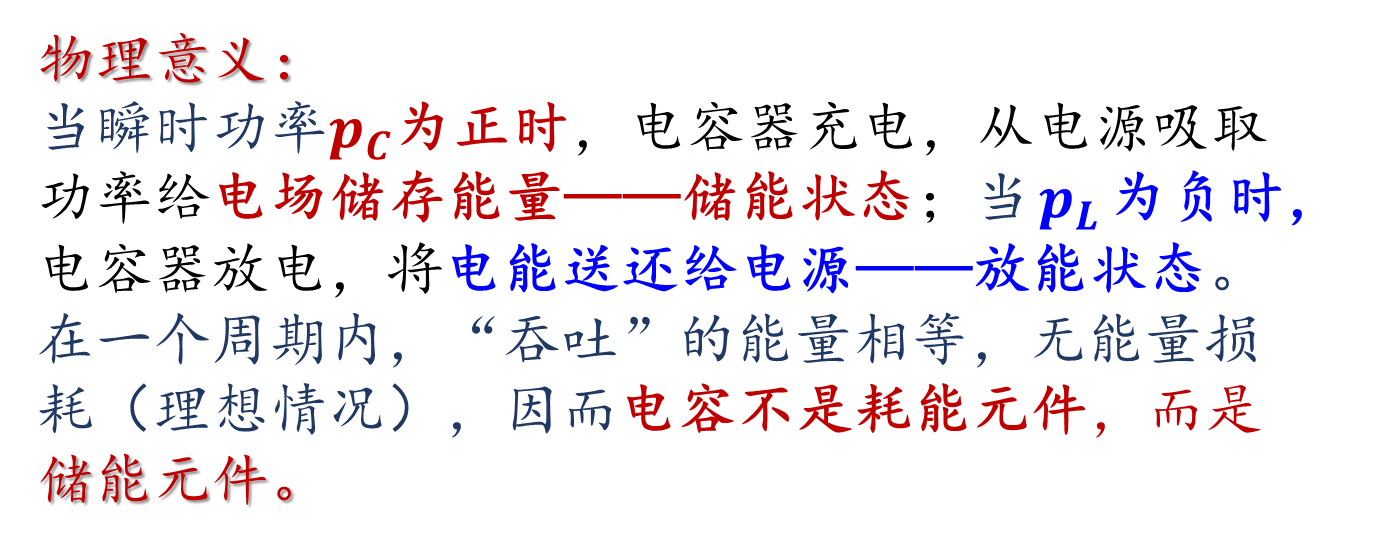 物理意义：
当瞬时功率p_C为正时，电容器充电，从电源吸取
功率给电场储存能量——储能状态；当p_L为负时，
电容器放电，将电能送还给电源——放能状态。
在一个周期内，“吞吐”的能量相等，无能量损
耗（理想情况），因而电容不是耗能元件，而是
储能元件。